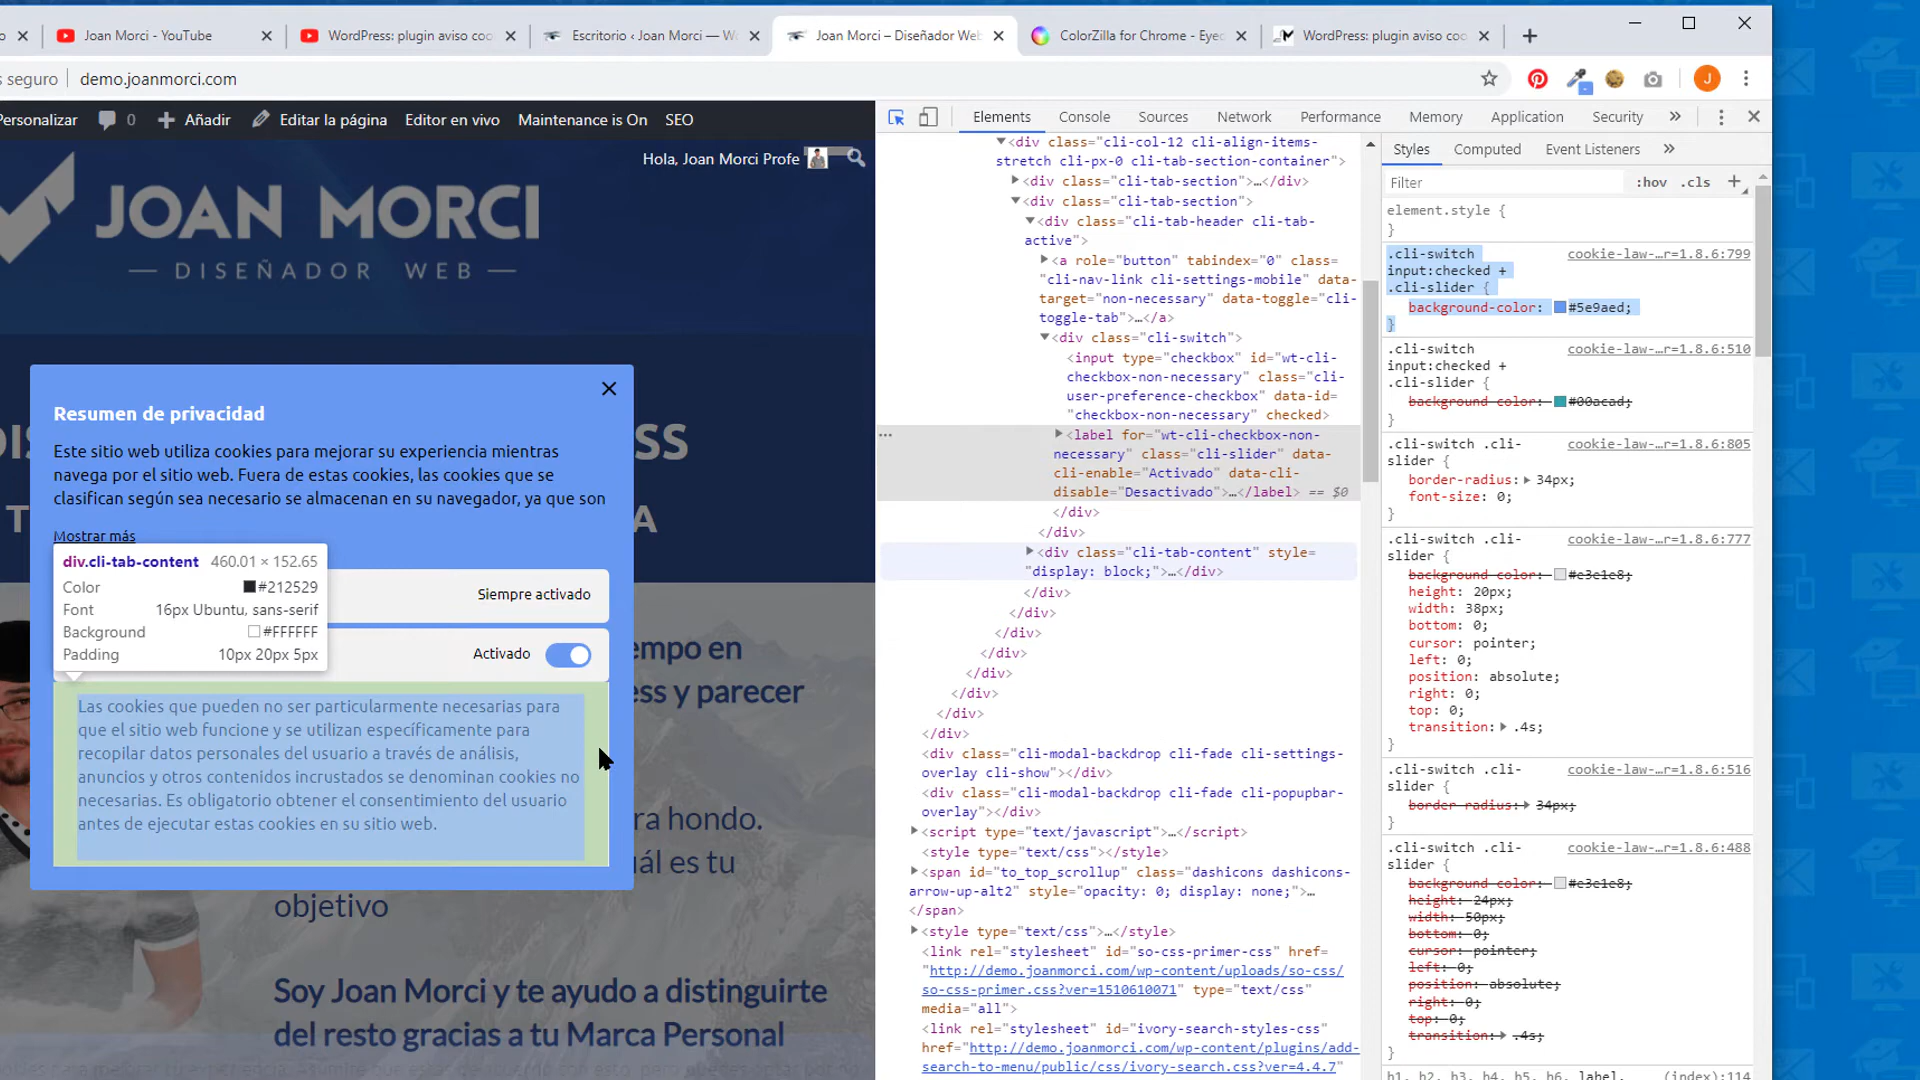 Joan Morci - YouTube
WordPress: plugin aviso coo
Escritorio ‹ Joan Morci — W
Joan Morci – Diseñador Web
ColorZilla for Chrome - Eyed
WordPress: plugin aviso coo
s seguro
demo.joanmorci.com
J
Personalizar
0
Añadir
Editar la página
Editor en vivo
Maintenance is On
SEO
Hola, Joan Morci Profe
JOAN MORCI
— DISEÑADOR WEB —
Resumen de privacidad
Este sitio web utiliza cookies para mejorar su experiencia mientras
navega por el sitio web. Fuera de estas cookies, las cookies que se
clasifican según sea necesario se almacenan en su navegador, ya que son
Mostrar más
div.cli-tab-content 460.01 × 152.65
Color #212529
Font 16px Ubuntu, sans-serif
Background #FFFFFF
Padding 10px 20px 5px
Siempre activado
Activado
Las cookies que pueden no ser particularmente necesarias para
que el sitio web funcione y se utilizan específicamente para
recopilar datos personales del usuario a través de análisis,
anuncios y otros contenidos incrustados se denominan cookies no
necesarias. Es obligatorio obtener el consentimiento del usuario
antes de ejecutar estas cookies en su sitio web.
empo en
ess y parecer
ra hondo.
uál es tu
objetivo
Soy Joan Morci y te ayudo a distinguirte
del resto gracias a tu Marca Personal
Elements Console Sources Network Performance Memory Application Security »
<div class="cli-col-12 cli-align-items-
stretch cli-px-0 cli-tab-section-container">
<div class="cli-tab-section">…</div>
<div class="cli-tab-section">
<div class="cli-tab-header cli-tab-
active">
<a role="button" tabindex="0" class=
"cli-nav-link cli-settings-mobile" data-
target="non-necessary" data-toggle="cli-
toggle-tab">…</a>
<div class="cli-switch">
<input type="checkbox" id="wt-cli-
checkbox-non-necessary" class="cli-
user-preference-checkbox" data-id=
"checkbox-non-necessary" checked>
<label for="wt-cli-checkbox-non-
necessary" class="cli-slider" data-
cli-enable="Activado" data-cli-
disable="Desactivado">…</label> == $0
</div>
</div>
<div class="cli-tab-content" style=
"display: block;">…</div>
</div>
</div>
</div>
</div>
</div>
</div>
</div>
</div>
<div class="cli-modal-backdrop cli-fade cli-settings-
overlay cli-show"></div>
<div class="cli-modal-backdrop cli-fade cli-popupbar-
overlay"></div>
<script type="text/javascript">…</script>
<style type="text/css"></style>
<span id="to_top_scrollup" class="dashicons dashicons-
arrow-up-alt2" style="opacity: 0; display: none;">…
</span>
<style type="text/css">…</style>
<link rel="stylesheet" id="so-css-primer-css" href=
"http://demo.joanmorci.com/wp-content/uploads/so-css/
so-css-primer.css?ver=1510610071" type="text/css"
media="all">
<link rel="stylesheet" id="ivory-search-styles-css"
href="http://demo.joanmorci.com/wp-content/plugins/add-
search-to-menu/public/css/ivory-search.css?ver=4.4.7"
Styles Computed Event Listeners »
Filter :hov .cls +
element.style {
}
.cli-switch cookie-law-…r=1.8.6:799
input:checked +
.cli-slider {
background-color: #5e9aed;
}
.cli-switch cookie-law-…r=1.8.6:510
input:checked +
.cli-slider {
background-color: #00acad;
}
.cli-switch .cli- cookie-law-…r=1.8.6:805
slider {
border-radius: 34px;
font-size: 0;
}
.cli-switch .cli- cookie-law-…r=1.8.6:777
slider {
background-color: #e3e1e8;
height: 20px;
width: 38px;
bottom: 0;
cursor: pointer;
left: 0;
position: absolute;
right: 0;
top: 0;
transition: .4s;
}
.cli-switch .cli- cookie-law-…r=1.8.6:516
slider {
border-radius: 34px;
}
.cli-switch .cli- cookie-law-…r=1.8.6:488
slider {
background-color: #e3e1e8;
height: 24px;
width: 50px;
bottom: 0;
cursor: pointer;
left: 0;
position: absolute;
right: 0;
top: 0;
transition: .4s;
}
h1, h2, h3, h4, h5, h6, label, (index):114